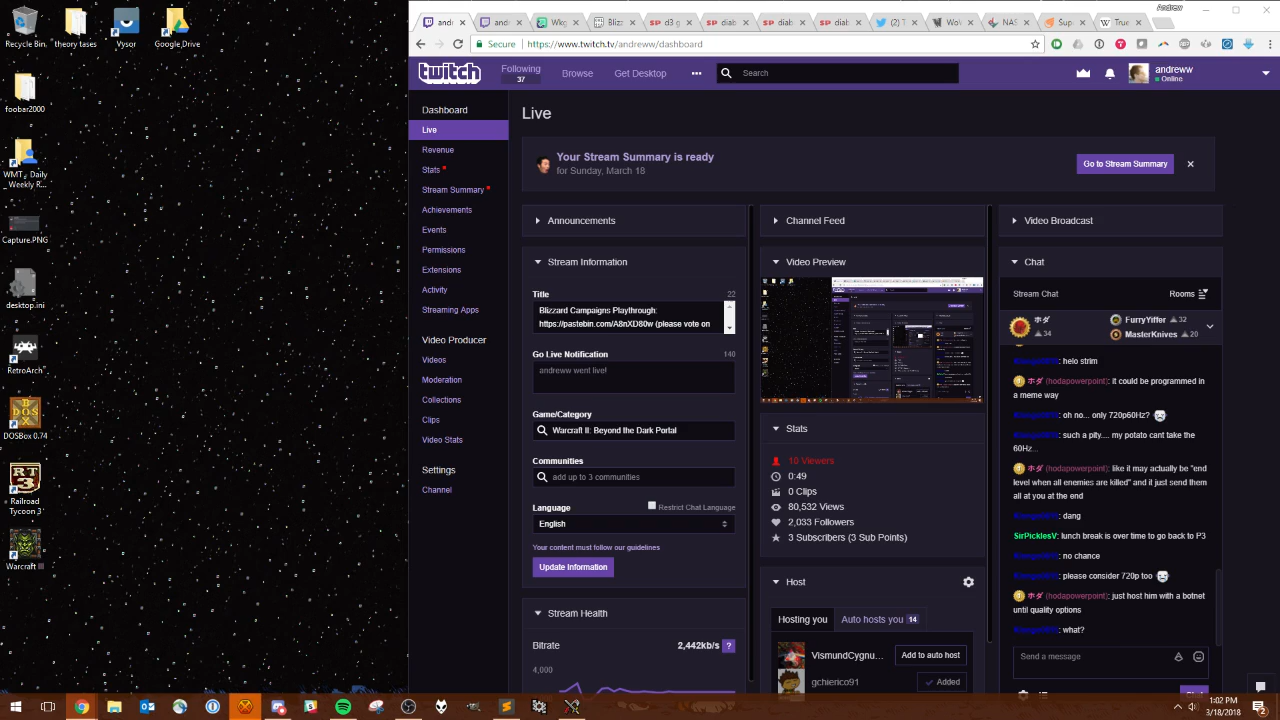 Recycle Bin
theory tases
Vysor
Google Drive
foobar2000
WMT - Daily
Weekly R...
Capture.PNG
desktop.ini
RetroArch
DOSBox 0.74
Railroad
Tycoon 3
Warcraft II
Andrew
Secure
https://www.twitch.tv/andreww/dashboard
twitch
Following
37
Browse
Get Desktop
Search
andreww
Online
Dashboard
Live
Revenue
Stats
Stream Summary
Achievements
Events
Permissions
Extensions
Activity
Streaming Apps
Video Producer
Videos
Moderation
Collections
Clips
Video Stats
Settings
Channel
Live
Your Stream Summary is ready
for Sunday, March 18
Go to Stream Summary
Announcements
Stream Information
Title 22
Blizzard Campaigns Playthrough:
https://pastebin.com/A8nXD80w (please vote on
Go Live Notification 140
andreww went live!
Game/Category
Warcraft II: Beyond the Dark Portal
Communities
add up to 3 communities
Language
Restrict Chat Language
English
Your content must follow our guidelines
Update Information
Stream Health
Bitrate 2,442kb/s ?
4,000
Channel Feed
Video Preview
Stats
10 Viewers
0:49
0 Clips
80,532 Views
2,033 Followers
3 Subscribers (3 Sub Points)
Host
Hosting you
Auto hosts you 14
VismundCygnu...
Add to auto host
gchierico91
Added
Video Broadcast
Chat
Stream Chat
Rooms
ホダ
34
FurryYiffer 32
MasterKnives 20
: helo strim
ホダ (hodapowerpoint): it could be programmed in
a meme way
: oh no... only 720p60Hz?
: such a pity.... my potato cant take the
60Hz...
ホダ (hodapowerpoint): like it may actually be "end
level when all enemies are killed" and it just send them
all at you at the end
: dang
SirPicklesV: lunch break is over time to go back to P3
: no chance
: please consider 720p too
ホダ (hodapowerpoint): just host him with a botnet
until quality options
: what?
Send a message
Chat
1:02 PM
3/18/2018
2